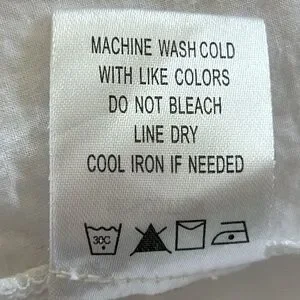 MACHINE WASH COLD
WITH LIKE COLORS
DO NOT BLEACH
LINE DRY
COOL IRON IF NEEDED
30C